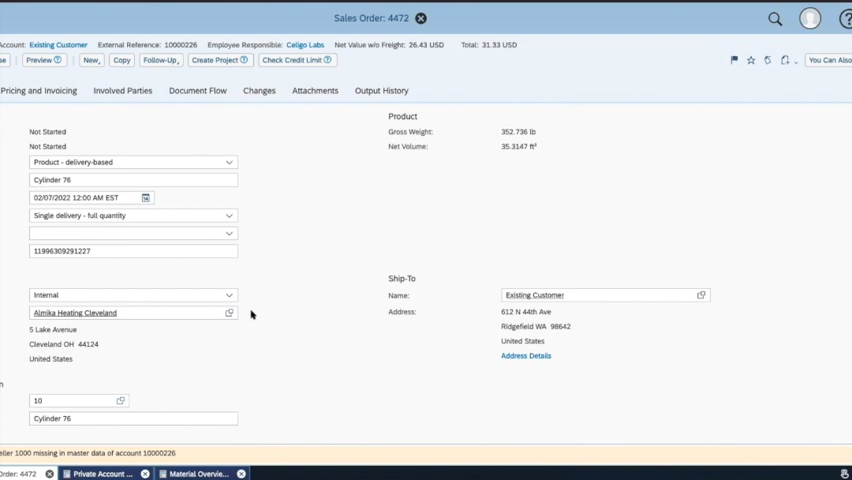 Sales Order: 4472
Account: Existing Customer External Reference: 10000226 Employee Responsible: Celigo Labs Net Value w/o Freight: 26.43 USD Total: 31.33 USD
Preview New Copy Follow-Up Create Project Check Credit Limit You Can Also
Pricing and Invoicing Involved Parties Document Flow Changes Attachments Output History
Product
Not Started Gross Weight: 352.736 lb
Not Started Net Volume: 35.3147 ft³
Product - delivery-based
Cylinder 76
02/07/2022 12:00 AM EST
Single delivery - full quantity
11996309291227
Ship-To
Internal Name: Existing Customer
Almika Heating Cleveland Address: 612 N 44th Ave
5 Lake Avenue Ridgefield WA 98642
Cleveland OH 44124 United States
United States Address Details
10
Cylinder 76
eller 1000 missing in master data of account 10000226
Order: 4472 Private Account ... Material Overvie...